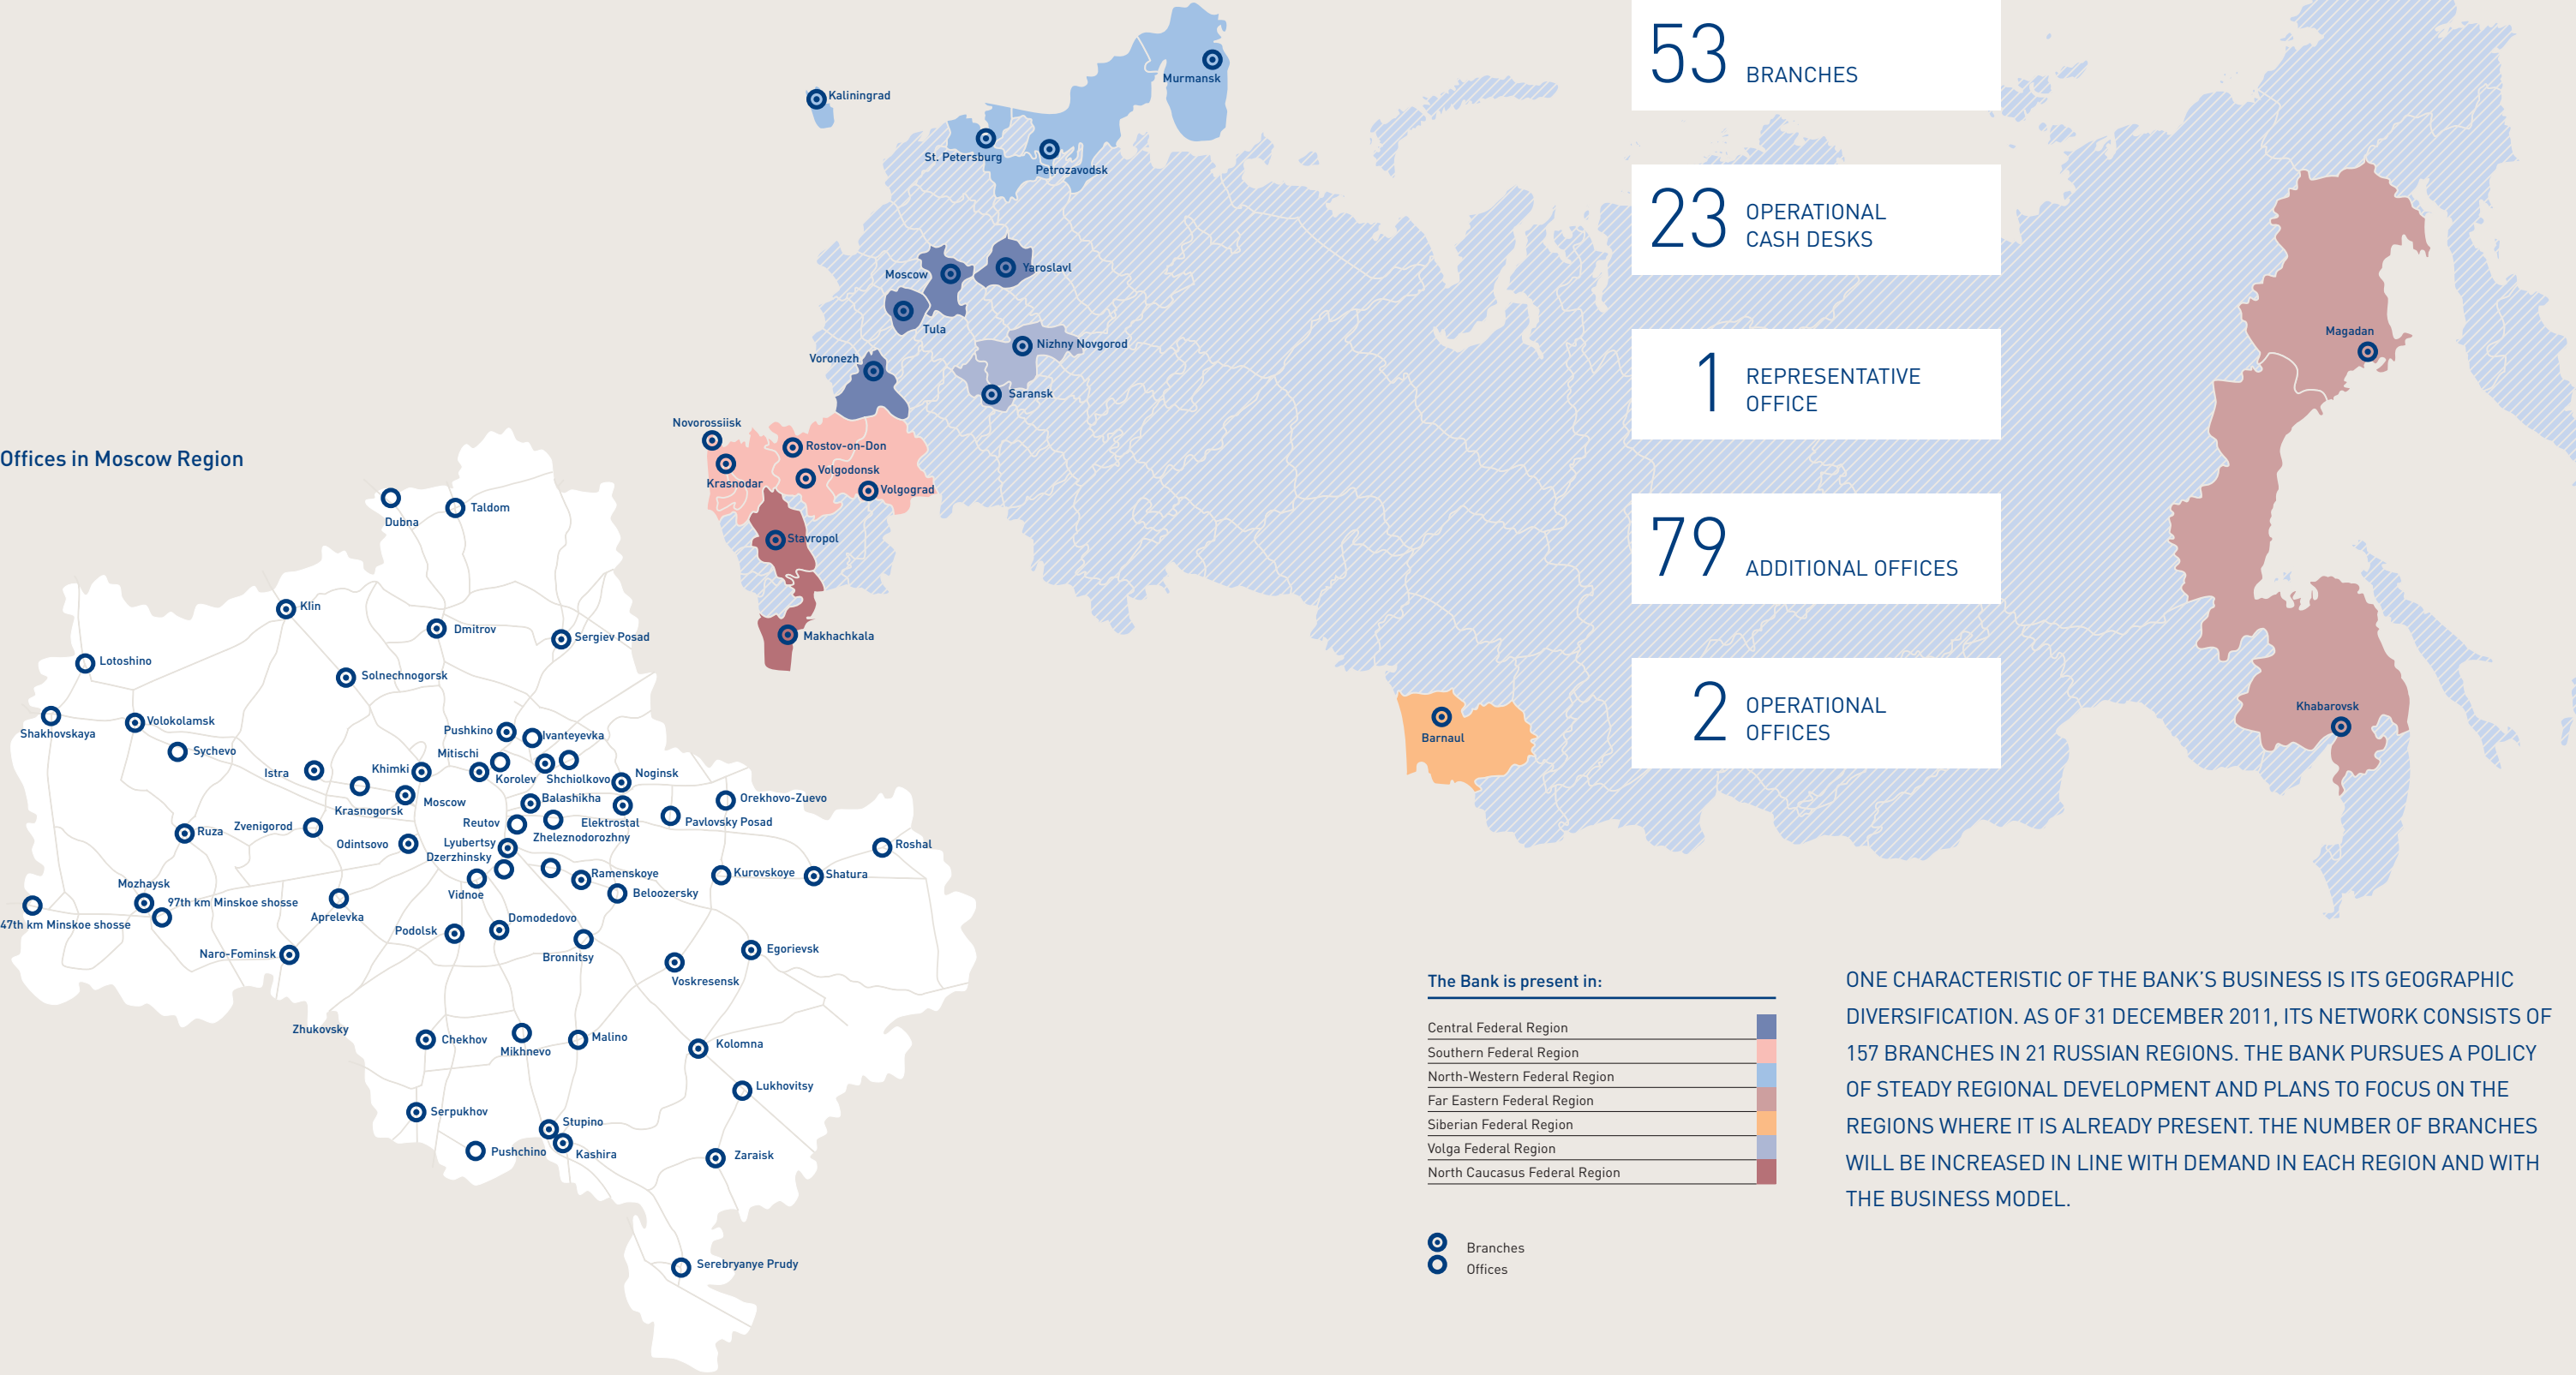 53 BRANCHES
23 OPERATIONAL
CASH DESKS
1 REPRESENTATIVE
OFFICE
79 ADDITIONAL OFFICES
2 OPERATIONAL
OFFICES
Murmansk
Kaliningrad
St. Petersburg
Petrozavodsk
Moscow
Yaroslavl
Tula
Nizhny Novgorod
Voronezh
Saransk
Novorossiisk
Rostov-on-Don
Volgodonsk
Krasnodar
Volgograd
Stavropol
Makhachkala
Barnaul
Magadan
Khabarovsk
Offices in Moscow Region
Dubna
Taldom
Klin
Dmitrov
Sergiev Posad
Lotoshino
Solnechnogorsk
Shakhovskaya
Volokolamsk
Sychevo
Pushkino
Ivanteyevka
Mitischi
Istra
Khimki
Korolev
Shchiolkovo
Noginsk
Krasnogorsk
Moscow
Balashikha
Orekhovo-Zuevo
Ruza
Zvenigorod
Reutov
Elektrostal
Pavlovsky Posad
Odintsovo
Lyubertsy
Zheleznodorozhny
Dzerzhinsky
Roshal
Mozhaysk
Vidnoe
Ramenskoye
Kurovskoye
Shatura
97th km Minskoe shosse
Beloozersky
47th km Minskoe shosse
Aprelevka
Domodedovo
Podolsk
Naro-Fominsk
Bronnitsy
Egorievsk
Voskresensk
Zhukovsky
Chekhov
Mikhnevo
Malino
Kolomna
Lukhovitsy
Serpukhov
Stupino
Pushchino
Kashira
Zaraisk
Serebryanye Prudy
The Bank is present in:
Central Federal Region
Southern Federal Region
North-Western Federal Region
Far Eastern Federal Region
Siberian Federal Region
Volga Federal Region
North Caucasus Federal Region
Branches
Offices
ONE CHARACTERISTIC OF THE BANK’S BUSINESS IS ITS GEOGRAPHIC
DIVERSIFICATION. AS OF 31 DECEMBER 2011, ITS NETWORK CONSISTS OF
157 BRANCHES IN 21 RUSSIAN REGIONS. THE BANK PURSUES A POLICY
OF STEADY REGIONAL DEVELOPMENT AND PLANS TO FOCUS ON THE
REGIONS WHERE IT IS ALREADY PRESENT. THE NUMBER OF BRANCHES
WILL BE INCREASED IN LINE WITH DEMAND IN EACH REGION AND WITH
THE BUSINESS MODEL.